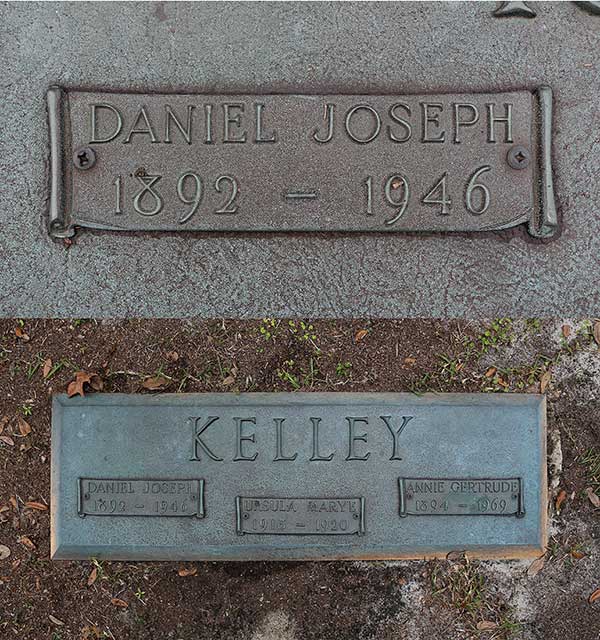 DANIEL JOSEPH
1892 – 1946
KELLEY
DANIEL JOSEPH
1892 – 1946
URSULA MARYE
1918 – 1920
ANNIE GERTRUDE
1894 – 1969